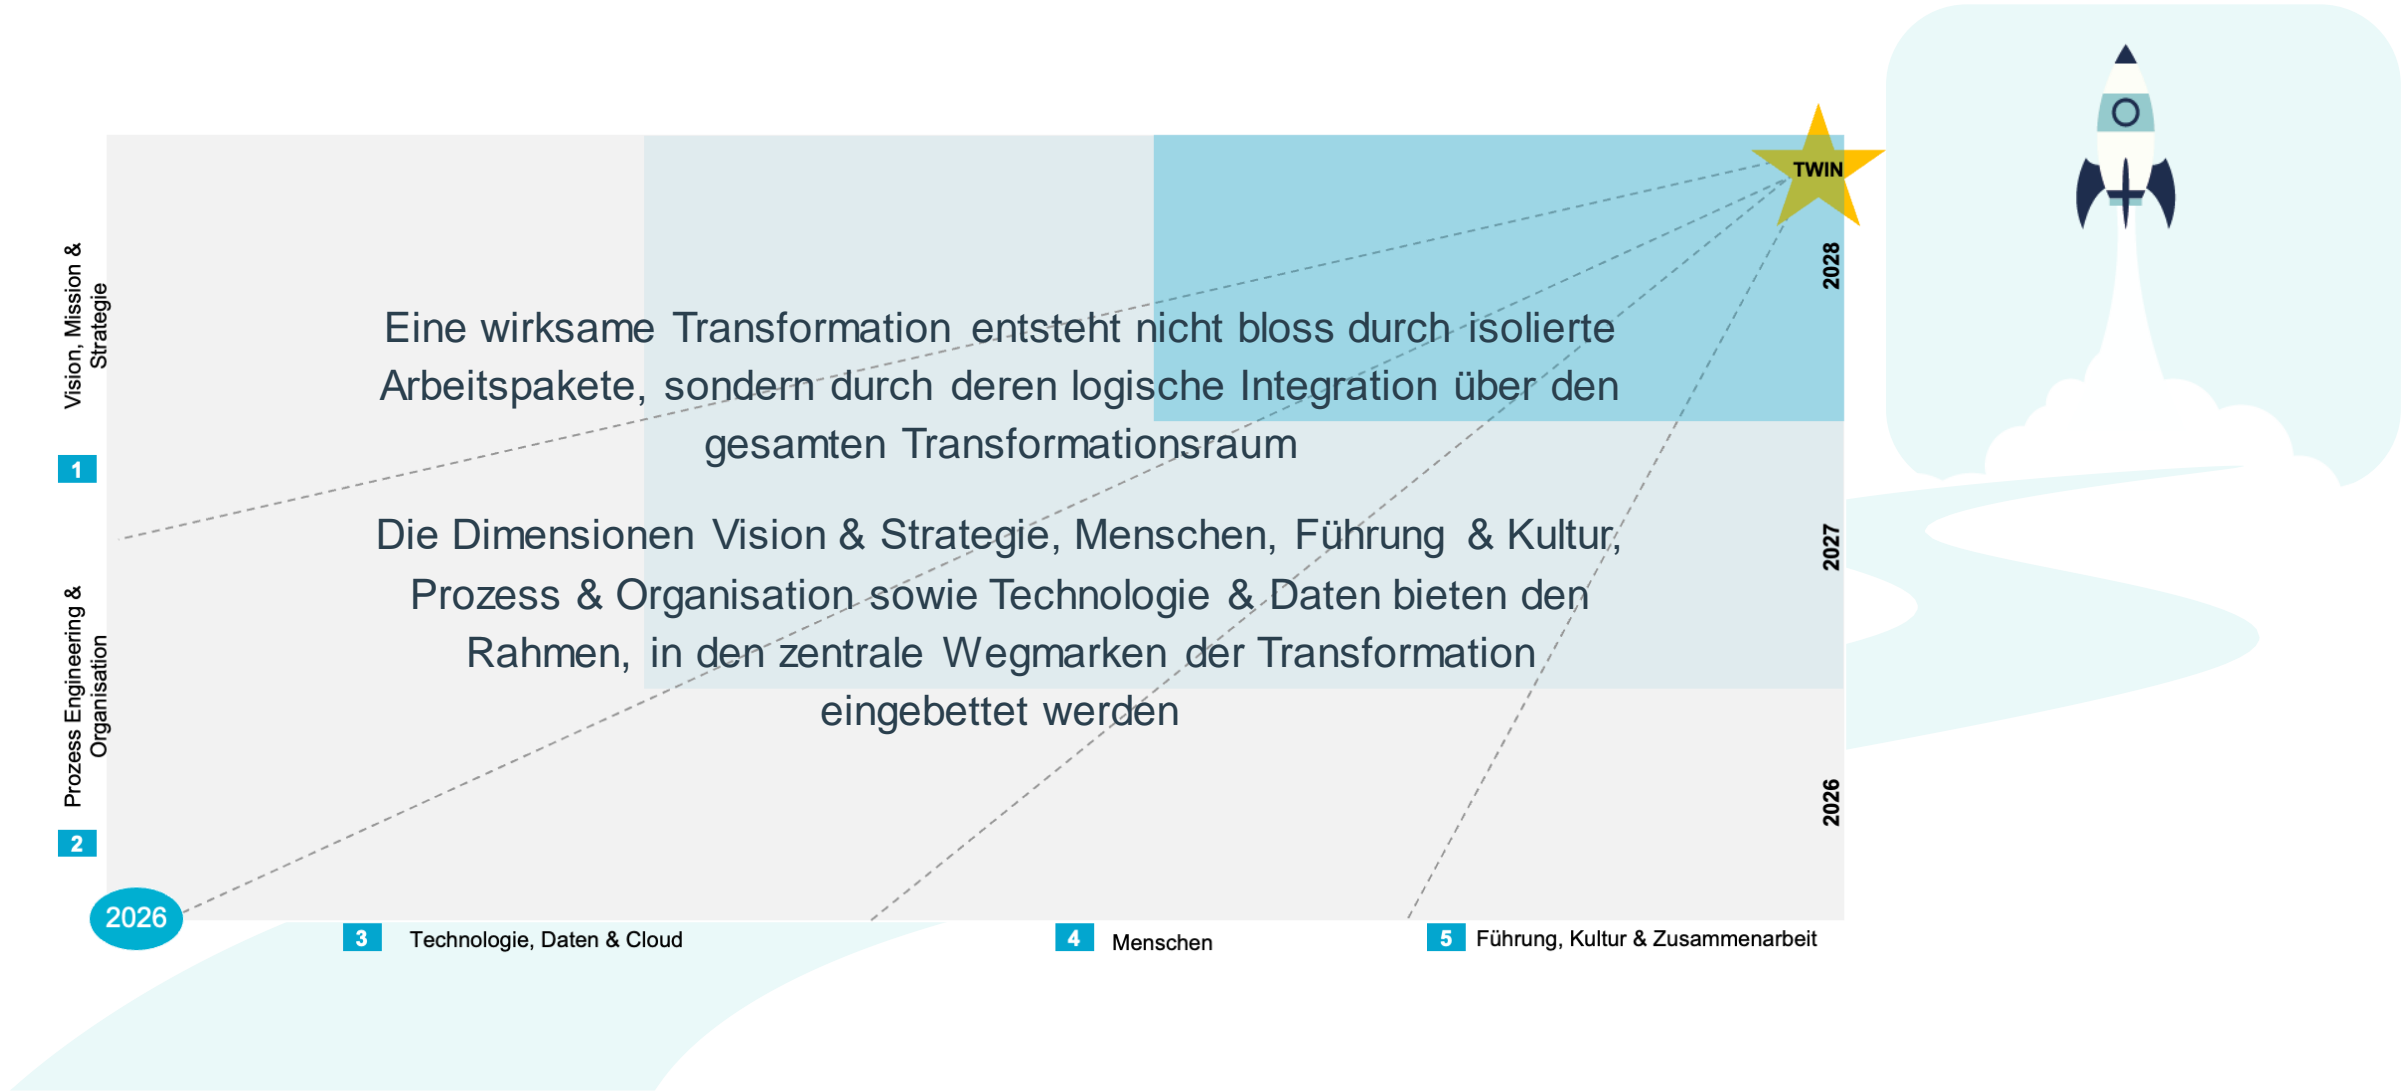 TWIN
2028
2027
2026
Vision, Mission &
Strategie
1
Prozess Engineering &
Organisation
2
Eine wirksame Transformation entsteht nicht bloss durch isolierte
Arbeitspakete, sondern durch deren logische Integration über den
gesamten Transformationsraum
Die Dimensionen Vision & Strategie, Menschen, Führung & Kultur,
Prozess & Organisation sowie Technologie & Daten bieten den
Rahmen, in den zentrale Wegmarken der Transformation
eingebettet werden
2026
3 Technologie, Daten & Cloud
4 Menschen
5 Führung, Kultur & Zusammenarbeit